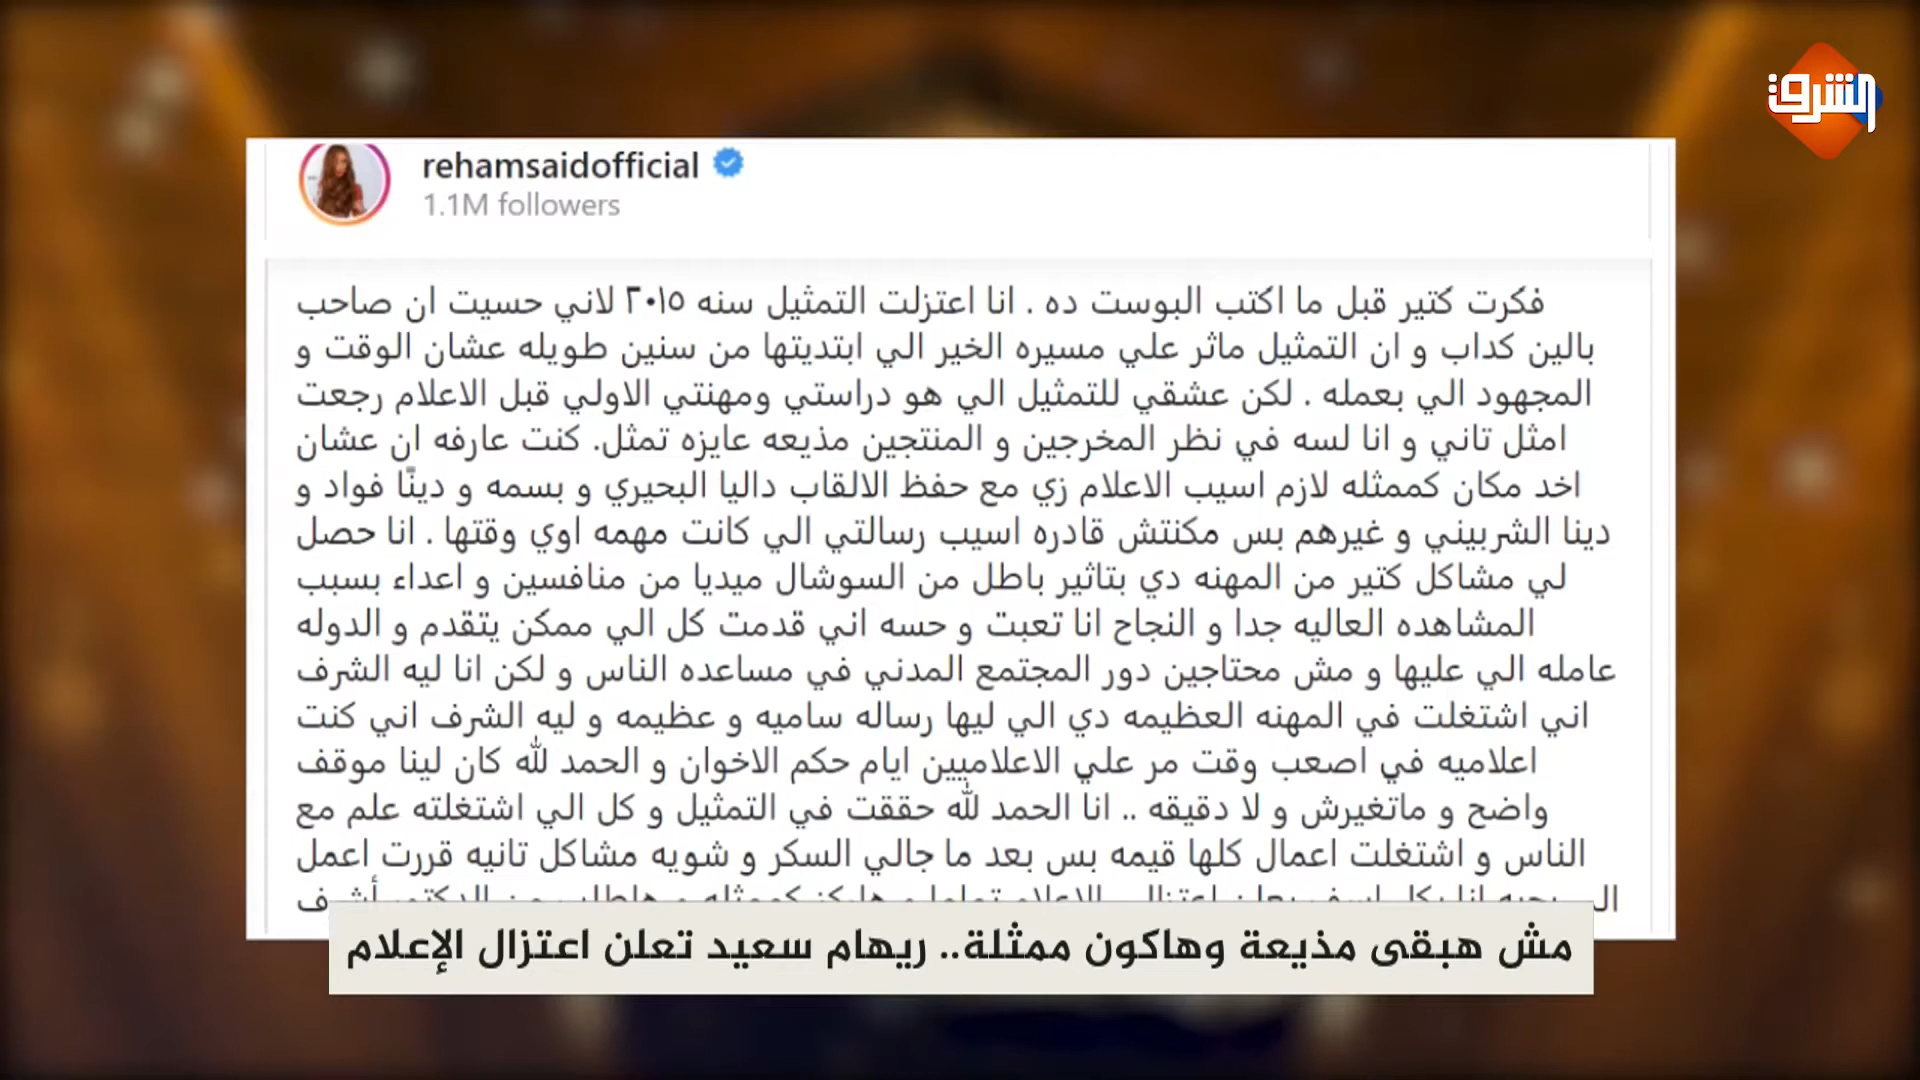 الشرق
rehamsaidofficial
1.1M followers
فكرت كتير قبل ما اكتب البوست ده . انا اعتزلت التمثيل سنه ٢٠١٥ لاني حسيت ان صاحب
بالين كداب و ان التمثيل ماثر علي مسيره الخير الي ابتديتها من سنين طويله عشان الوقت و
المجهود الي بعمله . لكن عشقي للتمثيل الي هو دراستي ومهنتي الاولي قبل الاعلام رجعت
امثل تاني و انا لسه في نظر المخرجين و المنتجين مذيعه عايزه تمثل. كنت عارفه ان عشان
اخد مكان كممثله لازم اسيب الاعلام زي مع حفظ الالقاب داليا البحيري و بسمه و دينّا فواد و
دينا الشربيني و غيرهم بس مكنتش قادره اسيب رسالتي الي كانت مهمه اوي وقتها . انا حصل
لي مشاكل كتير من المهنه دي بتاثير باطل من السوشال ميديا من منافسين و اعداء بسبب
المشاهده العاليه جدا و النجاح انا تعبت و حسه اني قدمت كل الي ممكن يتقدم و الدوله
عامله الي عليها و مش محتاجين دور المجتمع المدني في مساعده الناس و لكن انا ليه الشرف
اني اشتغلت في المهنه العظيمه دي الي ليها رساله ساميه و عظيمه و ليه الشرف اني كنت
اعلاميه في اصعب وقت مر علي الاعلاميين ايام حكم الاخوان و الحمد لله كان لينا موقف
واضح و ماتغيرش و لا دقيقه .. انا الحمد لله حققت في التمثيل و كل الي اشتغلته علم مع
الناس و اشتغلت اعمال كلها قيمه بس بعد ما جالي السكر و شويه مشاكل تانيه قررت اعمل
مش هبقى مذيعة وهاكون ممثلة.. ريهام سعيد تعلن اعتزال الإعلام